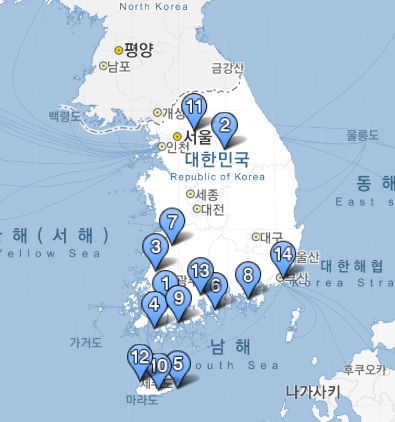 North Korea
평양
남포
금강산
개성
백령도
11
2
서울
인천
울릉도
대한민국
Republic of Korea
동 해
세종
East s
대전
7
해 ( 서 해 )
대구
Yellow Sea
3
14
울산
대 한 해 협
13
광주
8
부산
1
6
4
9
가거도
남 해
South Sea
12
10
5
후쿠오카
마라도
나가사키